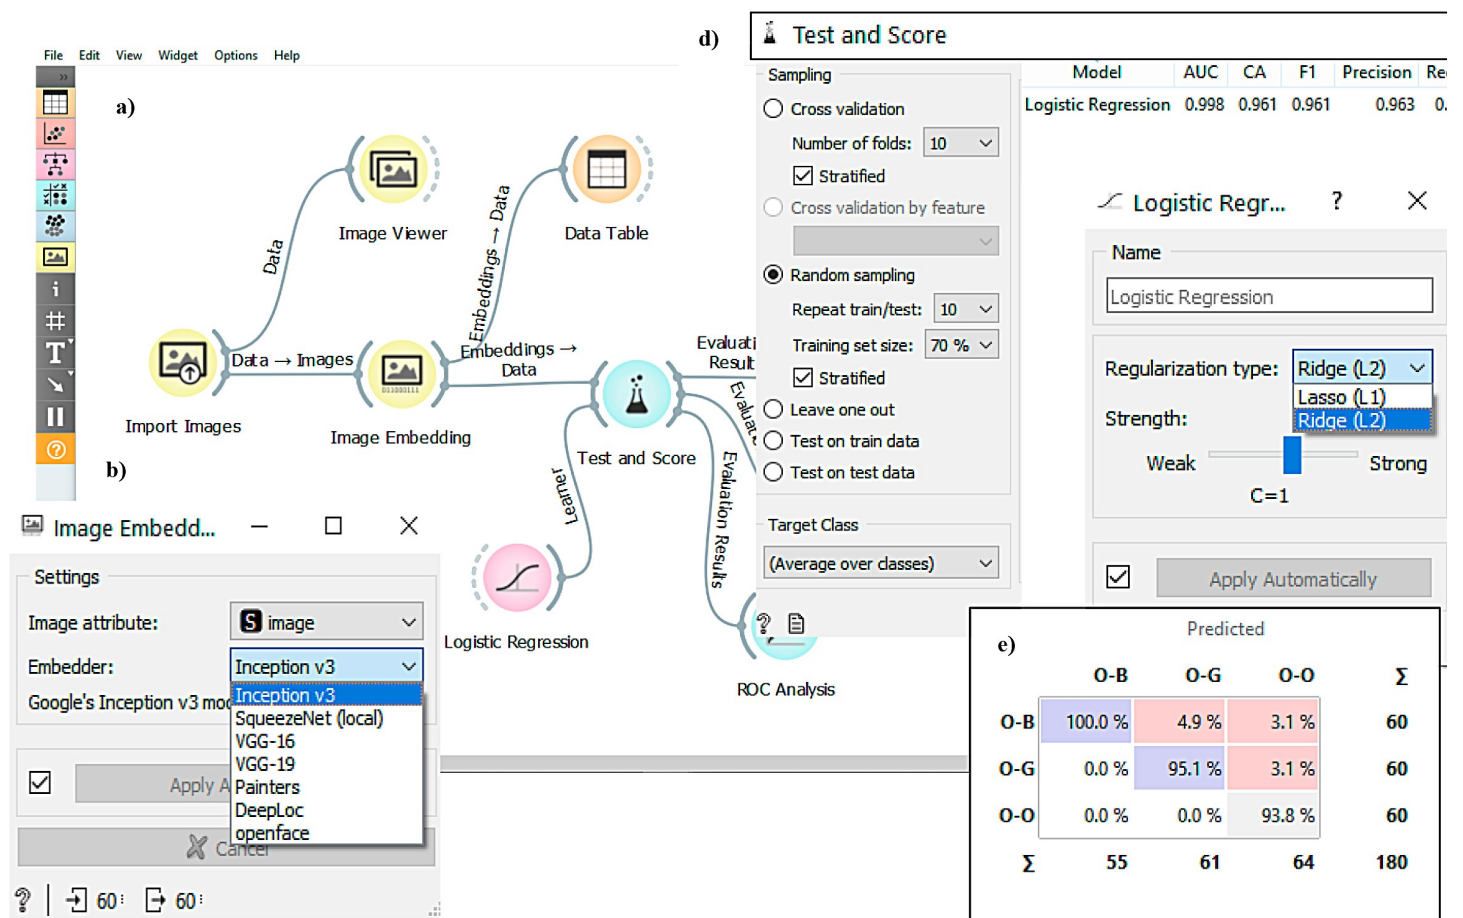 File Edit View Widget Options Help
a)
Image Viewer
Data Table
Data
Embeddings → Data
Data → Images
Embeddings →
Data
Import Images
Image Embedding
Test and Score
Learner
Evaluation Results
Logistic Regression
ROC Analysis
b)
Image Embedd...
Settings
Image attribute:
S image
Embedder:
Inception v3
Google's Inception v3
Inception v3
SqueezeNet (local)
VGG-16
VGG-19
Painters
DeepLoc
openface
Apply
Cancel
? 60 60
d)
Test and Score
Sampling
Cross validation
Number of folds: 10
Stratified
Cross validation by feature
Random sampling
Repeat train/test: 10
Training set size: 70 %
Stratified
Leave one out
Test on train data
Test on test data
Target Class
(Average over classes)
?
Model AUC CA F1 Precision
Logistic Regression 0.998 0.961 0.961 0.963
Logistic Regr... ?
Name
Logistic Regression
Regularization type: Ridge (L2)
Lasso (L1)
Ridge (L2)
Strength:
Weak Strong
C=1
Apply Automatically
e)
Predicted
O-B O-G O-O Σ
O-B 100.0 % 4.9 % 3.1 % 60
O-G 0.0 % 95.1 % 3.1 % 60
O-O 0.0 % 0.0 % 93.8 % 60
Σ 55 61 64 180